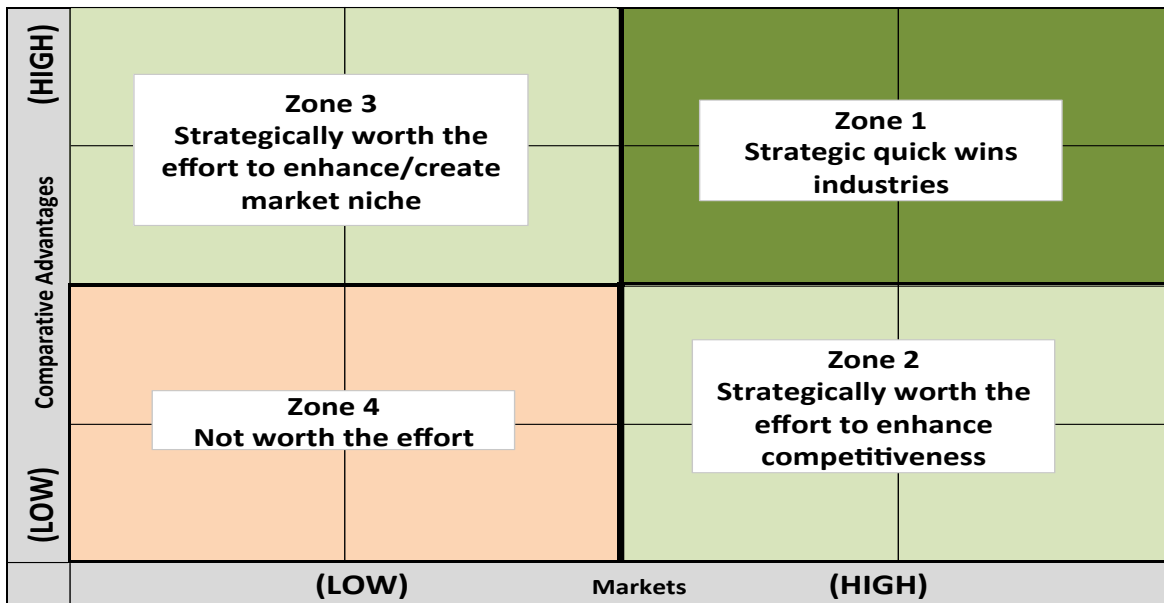 (HIGH)
Comparative Advantages
(LOW)
Zone 3
Strategically worth the
effort to enhance/create
market niche
Zone 1
Strategic quick wins
industries
Zone 4
Not worth the effort
Zone 2
Strategically worth the
effort to enhance
competitiveness
(LOW)
Markets
(HIGH)